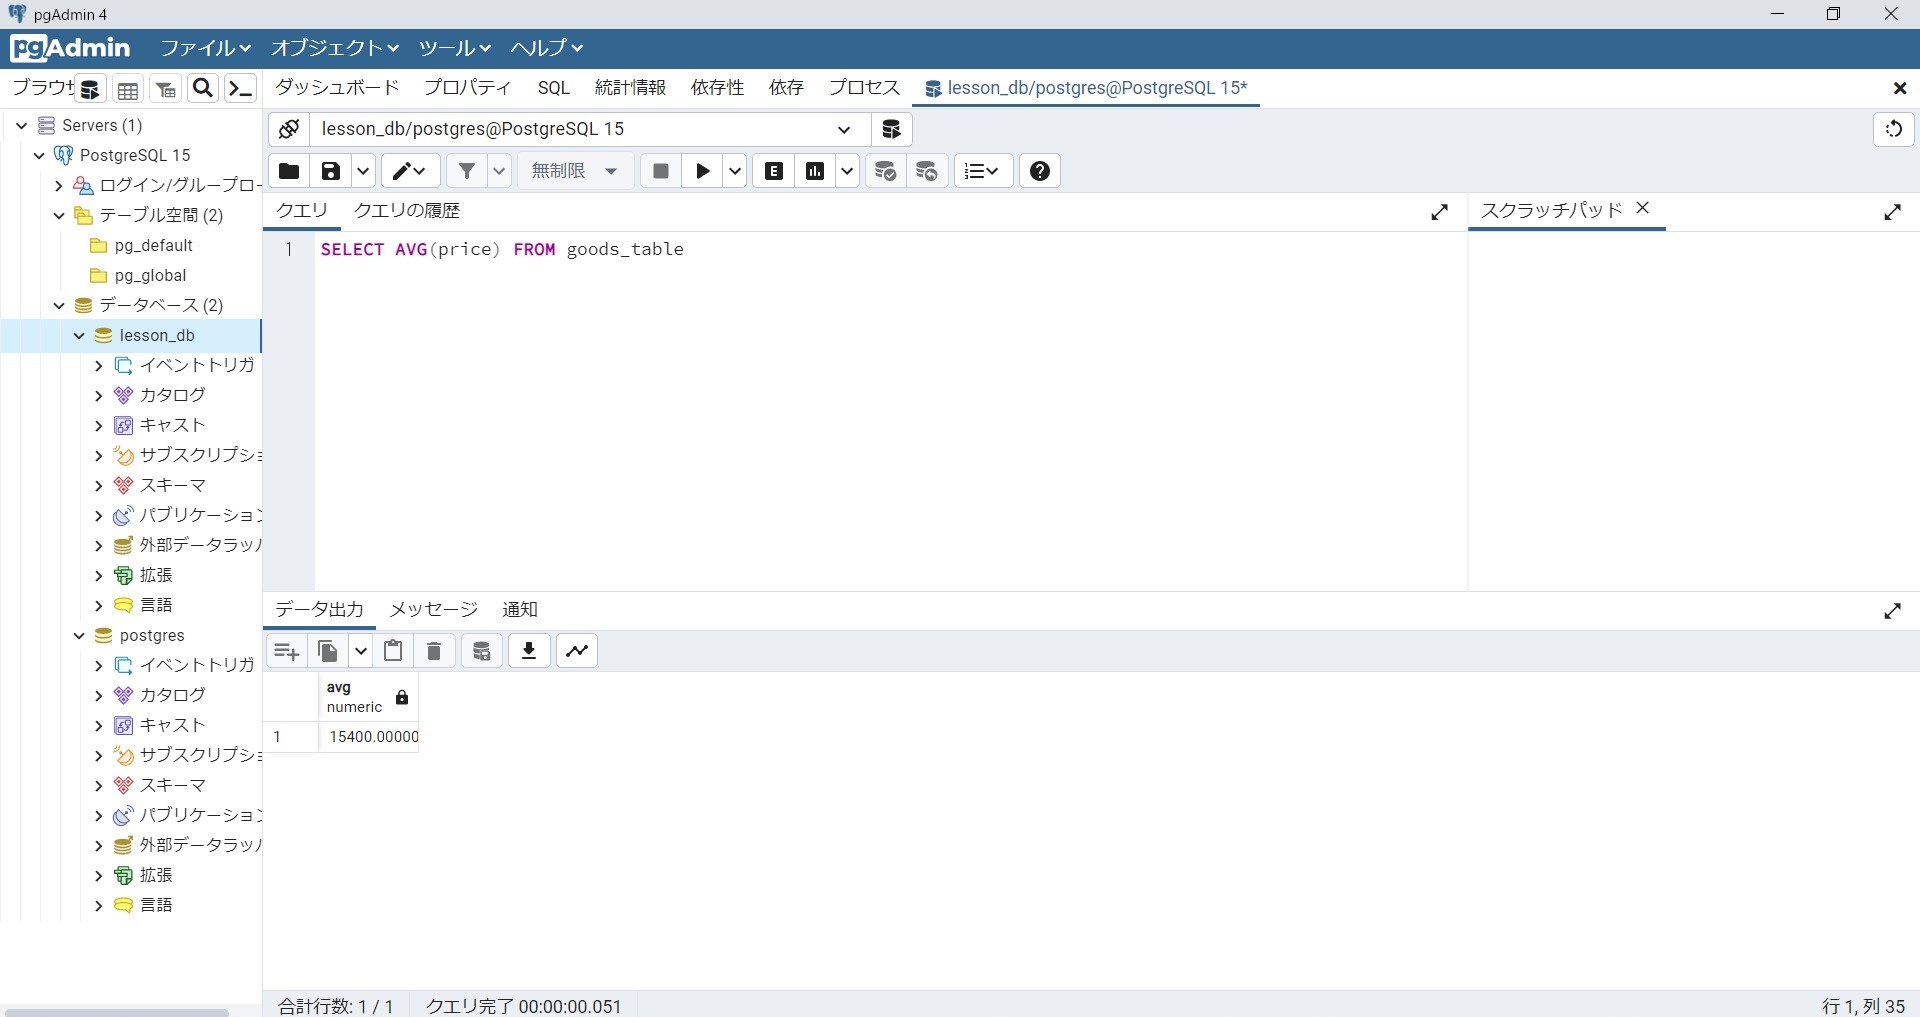 pgAdmin 4
pgAdmin ファイル オブジェクト ツール ヘルプ
ブラウザ
ダッシュボード プロパティ SQL 統計情報 依存性 依存 プロセス lesson_db/postgres@PostgreSQL 15*
Servers (1)
PostgreSQL 15
ログイン/グループロー
テーブル空間 (2)
pg_default
pg_global
データベース (2)
lesson_db
イベントトリガ
カタログ
キャスト
サブスクリプショ
スキーマ
パブリケーション
外部データラッパ
拡張
言語
postgres
イベントトリガ
カタログ
キャスト
サブスクリプショ
スキーマ
パブリケーション
外部データラッパ
拡張
言語
lesson_db/postgres@PostgreSQL 15
無制限
E
クエリ クエリの履歴
スクラッチパッド
1 SELECT AVG(price) FROM goods_table
データ出力 メッセージ 通知
avg
numeric
1 15400.00000
合計行数: 1 / 1 クエリ完了 00:00:00.051
行 1, 列 35